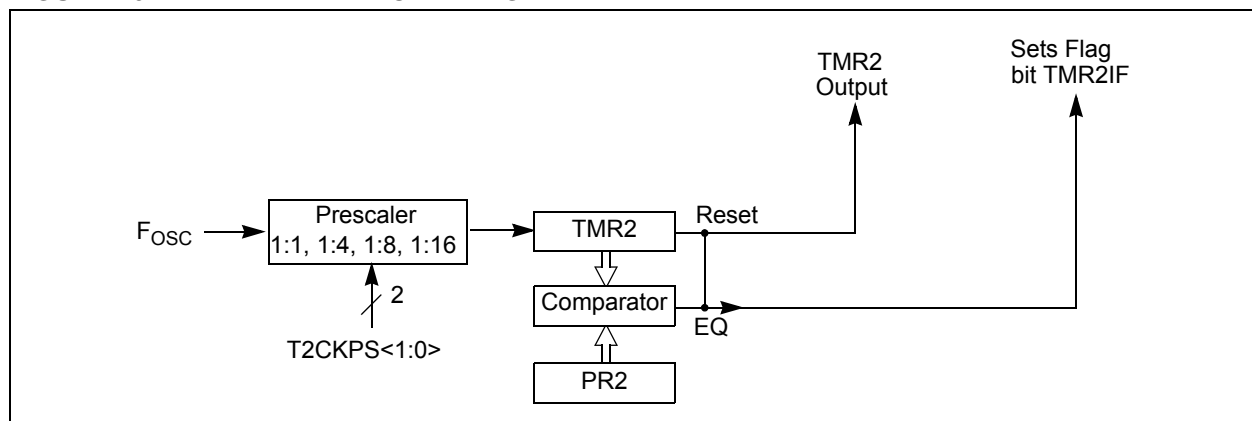 TMR2
Output
Sets Flag
bit TMR2IF
FOSC
Prescaler
1:1, 1:4, 1:8, 1:16
TMR2
Reset
2
Comparator
EQ
T2CKPS<1:0>
PR2